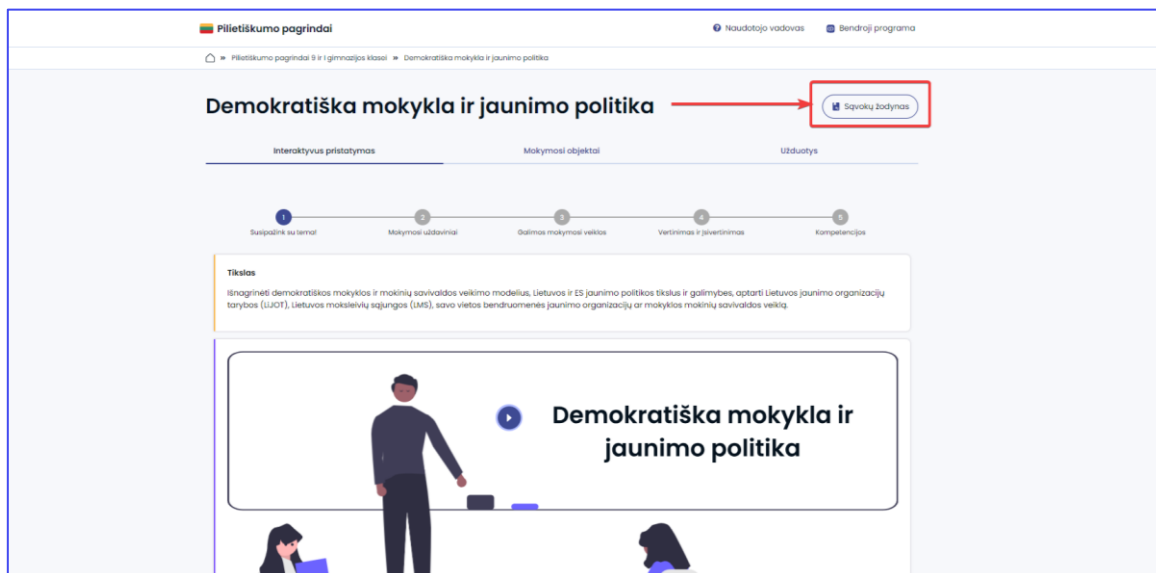 Pilietiškumo pagrindai
Naudotojo vadovas
Bendroji programa
» Pilietiškumo pagrindai 9 ir I gimnazijos klasei » Demokratiška mokykla ir jaunimo politika
Demokratiška mokykla ir jaunimo politika
Sąvokų žodynas
Interaktyvus pristatymas
Mokymosi objektai
Užduotys
1
2
3
4
5
Susipažink su tema!
Mokymosi uždaviniai
Galimos mokymosi veiklos
Vertinimas ir įsivertinimas
Kompetencijos
Tikslas
Išnagrinėti demokratiškos mokyklos ir mokinių savivaldos veikimo modelius, Lietuvos ir ES jaunimo politikos tikslus ir galimybes, aptarti Lietuvos jaunimo organizacijų
tarybos (LiJOT), Lietuvos moksleivių sąjungos (LMS), savo vietos bendruomenės jaunimo organizacijų ar mokyklos mokinių savivaldos veiklą.
Demokratiška mokykla ir
jaunimo politika